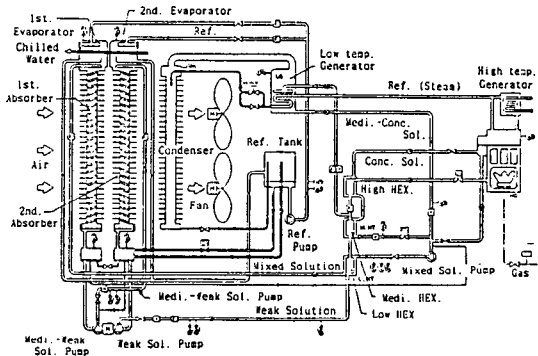 1st.
Evaporator
2nd. Evaporator
Ref.
Chilled
Water
Low temp.
Generator
Ref. (Steam)
High temp.
Generator
1st.
Absorber
Medi.-Conc.
Sol.
Air
Condenser
Ref. Tank
Conc. Sol.
High HEX.
2nd.
Absorber
Fan
Ref.
Pump
Mixed Solution
Mixed Sol. Pump
Gas
Medi.-Weak Sol. Pump
Medi. HEX.
Weak Solution
Low HEX
Medi.-Weak
Sol. Pump
Weak Sol. Pump